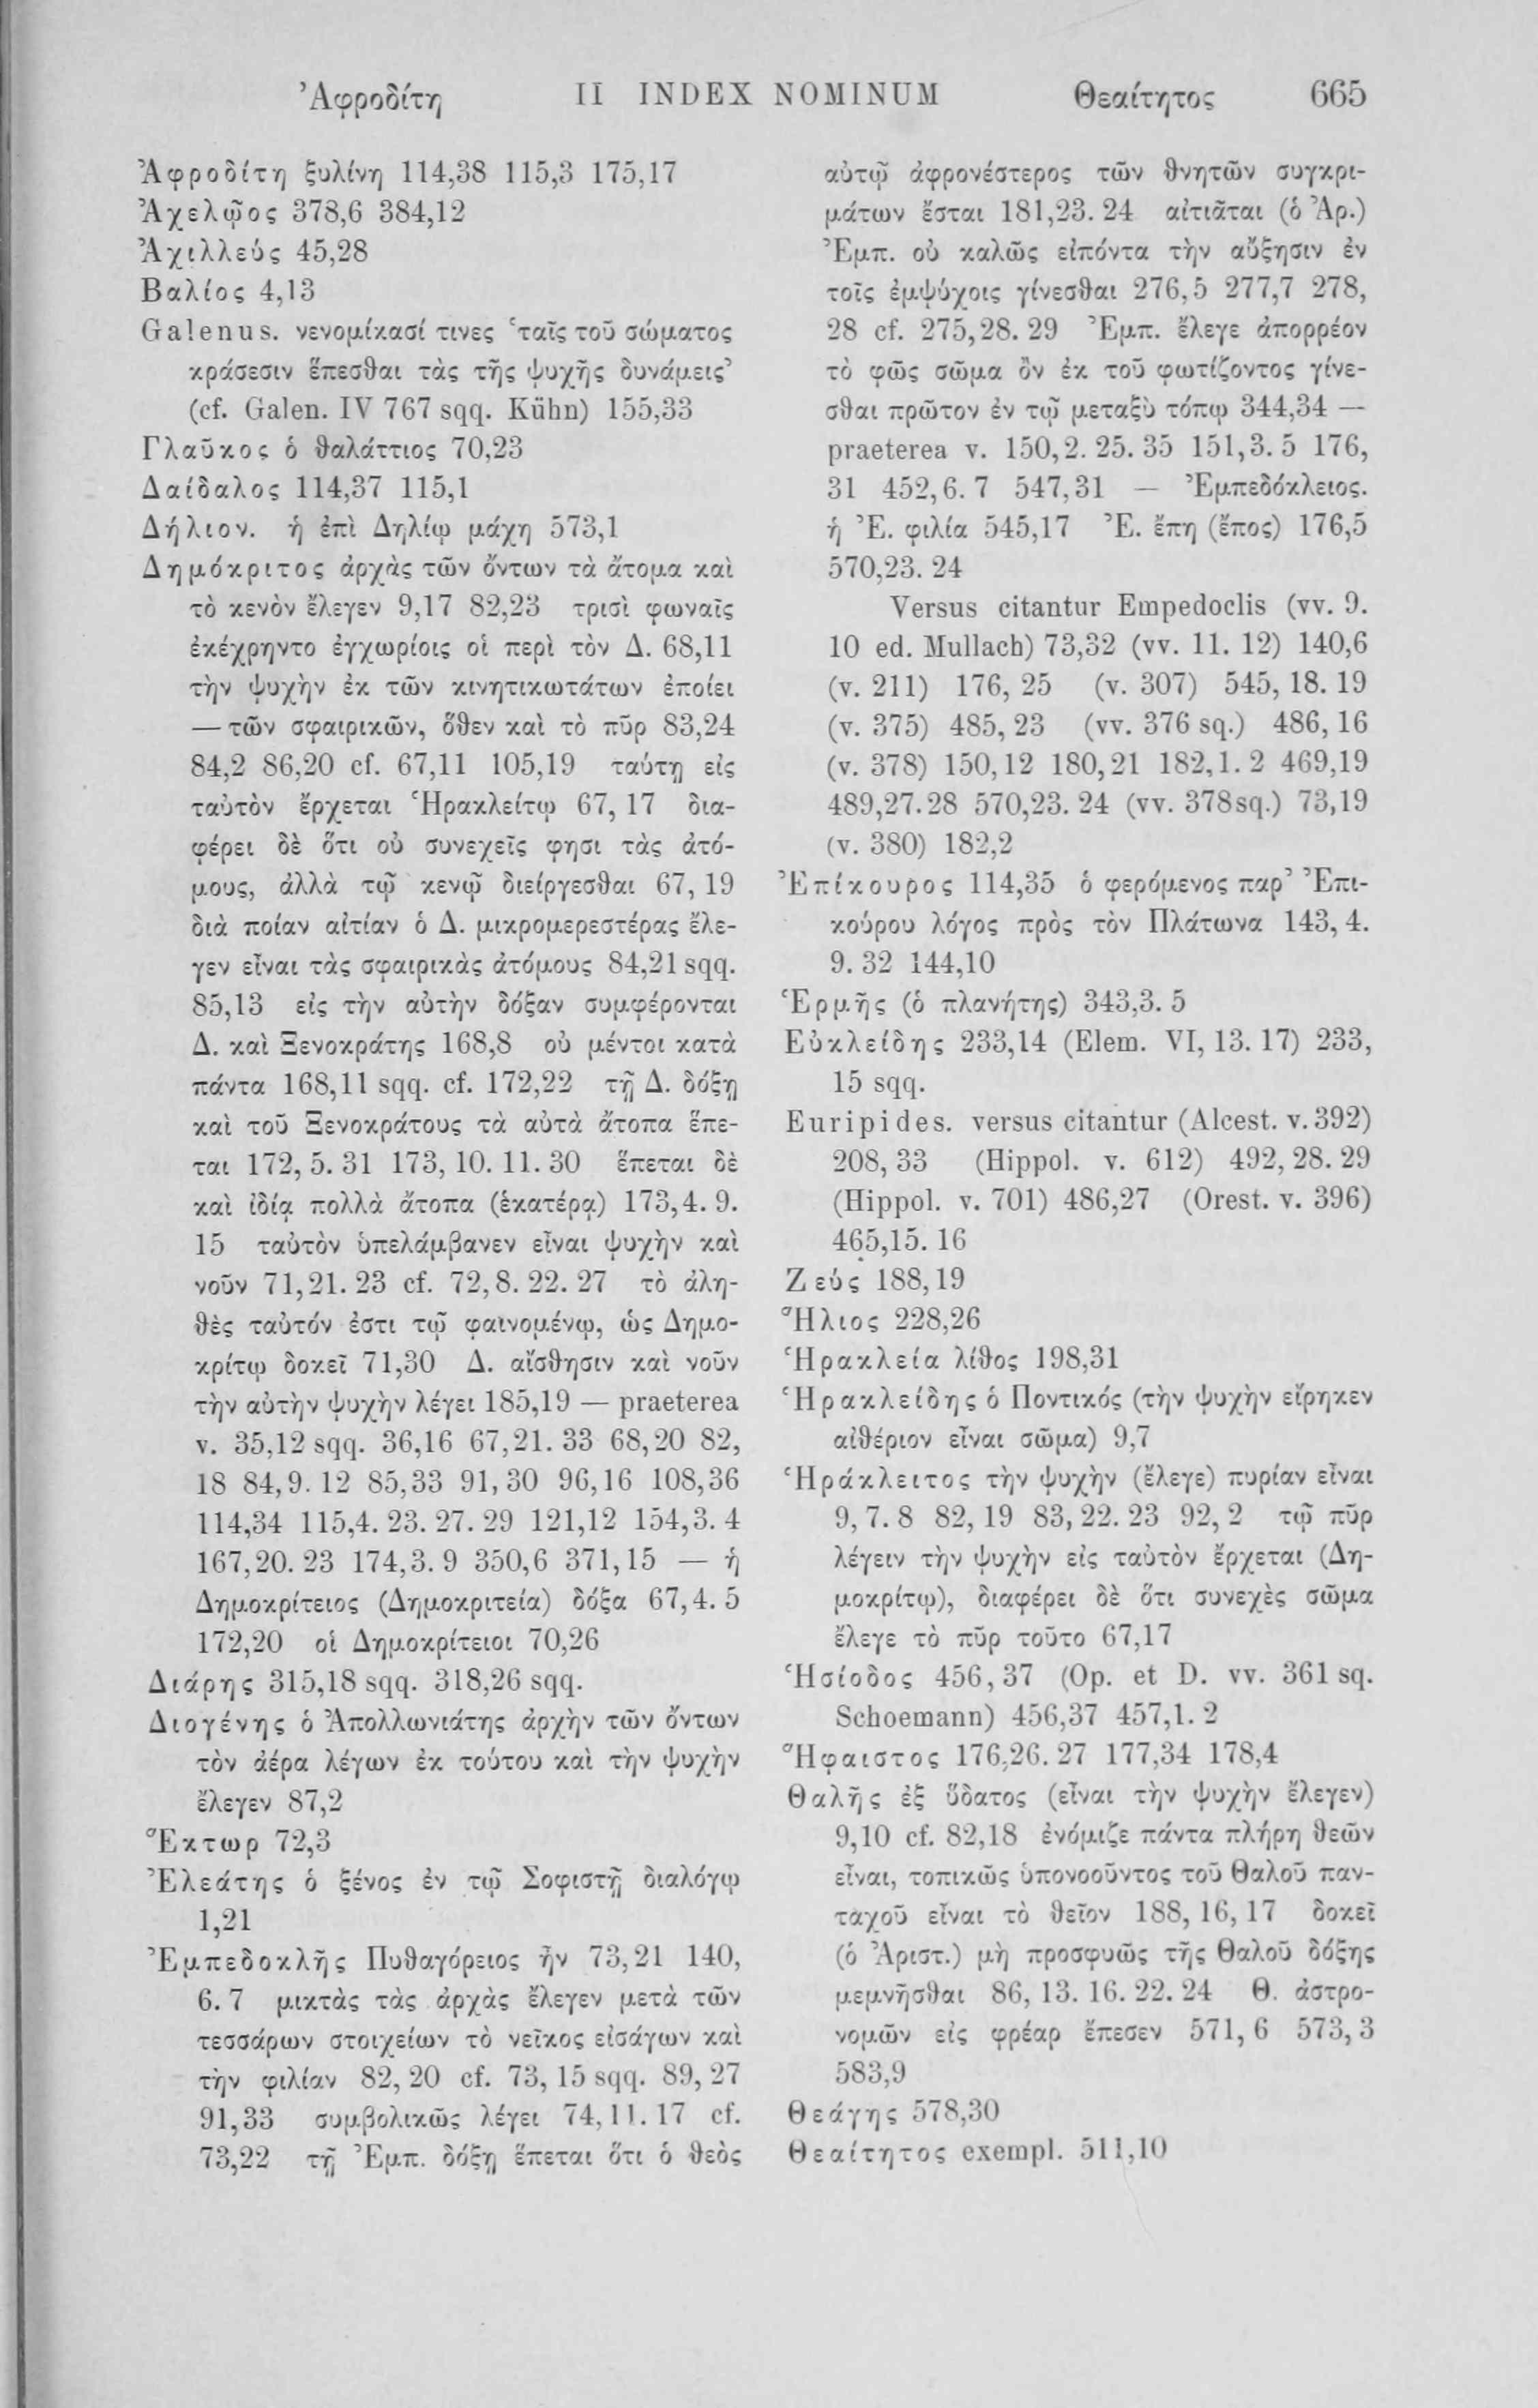 Ἀφροδίτη II INDEX NOMINUM Θεαίτητος 665
Ἀφροδίτη ξυλίνη 114,38 115,3 175,17
Ἀχελῷος 378,6 384,12
Ἀχιλλεύς 45,28
Βαλίος 4,13
Galenus. νενομίκασί τινες ‘ταῖς τοῦ σώματος
κράσεσιν ἕπεσθαι τὰς τῆς ψυχῆς δυνάμεις’
(cf. Galen. IV 767 sqq. Kühn) 155,33
Γλαῦκος ὁ θαλάττιος 70,23
Δαίδαλος 114,37 115,1
Δήλιον. ἡ ἐπὶ Δηλίῳ μάχη 573,1
Δημόκριτος ἀρχὰς τῶν ὄντων τὰ ἄτομα καὶ
τὸ κενὸν ἔλεγεν 9,17 82,23 τρισὶ φωναῖς
ἐκέχρηντο ἐγχωρίοις οἱ περὶ τὸν Δ. 68,11
τὴν ψυχὴν ἐκ τῶν κινητικωτάτων ἐποίει
— τῶν σφαιρικῶν, ὅθεν καὶ τὸ πῦρ 83,24
84,2 86,20 cf. 67,11 105,19 ταύτῃ εἰς
ταὐτὸν ἔρχεται Ἡρακλείτῳ 67, 17 δια-
φέρει δὲ ὅτι οὐ συνεχεῖς φησι τὰς ἀτό-
μους, ἀλλὰ τῷ κενῷ διείργεσθαι 67, 19
διὰ ποίαν αἰτίαν ὁ Δ. μικρομερεστέρας ἔλε-
γεν εἶναι τὰς σφαιρικὰς ἀτόμους 84,21 sqq.
85,13 εἰς τὴν αὐτὴν δόξαν συμφέρονται
Δ. καὶ Ξενοκράτης 168,8 οὐ μέντοι κατὰ
πάντα 168,11 sqq. cf. 172,22 τῇ Δ. δόξῃ
καὶ τοῦ Ξενοκράτους τὰ αὐτὰ ἄτοπα ἕπε-
ται 172, 5. 31 173, 10. 11. 30 ἕπεται δὲ
καὶ ἰδίᾳ πολλὰ ἄτοπα (ἑκατέρᾳ) 173,4. 9.
15 ταὐτὸν ὑπελάμβανεν εἶναι ψυχὴν καὶ
νοῦν 71,21. 23 cf. 72,8. 22. 27 τὸ ἀλη-
θὲς ταὐτόν ἐστι τῷ φαινομένῳ, ὡς Δημο-
κρίτῳ δοκεῖ 71,30 Δ. αἴσθησιν καὶ νοῦν
τὴν αὐτὴν ψυχὴν λέγει 185,19 — praeterea
v. 35,12 sqq. 36,16 67,21. 33 68,20 82,
18 84,9. 12 85,33 91,30 96,16 108,36
114,34 115,4. 23. 27. 29 121,12 154,3. 4
167,20. 23 174,3. 9 350,6 371,15 — ἡ
Δημοκρίτειος (Δημοκριτεία) δόξα 67,4. 5
172,20 οἱ Δημοκρίτειοι 70,26
Διάρης 315,18 sqq. 318,26 sqq.
Διογένης ὁ Ἀπολλωνιάτης ἀρχὴν τῶν ὄντων
τὸν ἀέρα λέγων ἐκ τούτου καὶ τὴν ψυχὴν
ἔλεγεν 87,2
Ἕκτωρ 72,3
Ἐλεάτης ὁ ξένος ἐν τῷ Σοφιστῇ διαλόγῳ
1,21
Ἐμπεδοκλῆς Πυθαγόρειος ἦν 73,21 140,
6. 7 μικτὰς τὰς ἀρχὰς ἔλεγεν μετὰ τῶν
τεσσάρων στοιχείων τὸ νεῖκος εἰσάγων καὶ
τὴν φιλίαν 82, 20 cf. 73, 15 sqq. 89, 27
91,33 συμβολικῶς λέγει 74,11. 17 cf.
73,22 τῇ Ἐμπ. δόξῃ ἕπεται ὅτι ὁ θεὸς
αὐτῷ ἀφρονέστερος τῶν θνητῶν συγκρι-
μάτων ἔσται 181,23. 24 αἰτιᾶται (ὁ Ἀρ.)
Ἐμπ. οὐ καλῶς εἰπόντα τὴν αὔξησιν ἐν
τοῖς ἐμψύχοις γίνεσθαι 276,5 277,7 278,
28 cf. 275,28. 29 Ἐμπ. ἔλεγε ἀπορρέον
τὸ φῶς σῶμα ὂν ἐκ τοῦ φωτίζοντος γίνε-
σθαι πρῶτον ἐν τῷ μεταξὺ τόπῳ 344,34 —
praeterea v. 150,2. 25. 35 151,3. 5 176,
31 452,6. 7 547,31 — Ἐμπεδόκλειος.
ἡ Ἐ. φιλία 545,17 Ἐ. ἔπη (ἔπος) 176,5
570,23. 24
Versus citantur Empedoclis (vv. 9.
10 ed. Mullach) 73,32 (vv. 11. 12) 140,6
(v. 211) 176, 25 (v. 307) 545, 18. 19
(v. 375) 485, 23 (vv. 376 sq.) 486, 16
(v. 378) 150,12 180,21 182,1. 2 469,19
489,27.28 570,23. 24 (vv. 378sq.) 73,19
(v. 380) 182,2
Ἐπίκουρος 114,35 ὁ φερόμενος παρ’ Ἐπι-
κούρου λόγος πρὸς τὸν Πλάτωνα 143, 4.
9. 32 144,10
Ἑρμῆς (ὁ πλανήτης) 343,3. 5
Εὐκλείδης 233,14 (Elem. VI, 13. 17) 233,
15 sqq.
Euripides. versus citantur (Alcest. v. 392)
208, 33 (Hippol. v. 612) 492, 28. 29
(Hippol. v. 701) 486,27 (Orest. v. 396)
465,15. 16
Ζεύς 188,19
Ἥλιος 228,26
Ἡρακλεία λίθος 198,31
Ἡρακλείδης ὁ Ποντικός (τὴν ψυχὴν εἴρηκεν
αἰθέριον εἶναι σῶμα) 9,7
Ἡράκλειτος τὴν ψυχὴν (ἔλεγε) πυρίαν εἶναι
9, 7. 8 82, 19 83, 22. 23 92, 2 τῷ πῦρ
λέγειν τὴν ψυχὴν εἰς ταὐτὸν ἔρχεται (Δη-
μοκρίτῳ), διαφέρει δὲ ὅτι συνεχὲς σῶμα
ἔλεγε τὸ πῦρ τοῦτο 67,17
Ἡσίοδος 456, 37 (Op. et D. vv. 361 sq.
Schoemann) 456,37 457,1. 2
Ἥφαιστος 176,26. 27 177,34 178,4
Θαλῆς ἐξ ὕδατος (εἶναι τὴν ψυχὴν ἔλεγεν)
9,10 cf. 82,18 ἐνόμιζε πάντα πλήρη θεῶν
εἶναι, τοπικῶς ὑπονοοῦντος τοῦ Θαλοῦ παν-
ταχοῦ εἶναι τὸ θεῖον 188, 16, 17 δοκεῖ
(ὁ Ἀριστ.) μὴ προσφυῶς τῆς Θαλοῦ δόξης
μεμνῆσθαι 86, 13. 16. 22. 24 Θ. ἀστρο-
νομῶν εἰς φρέαρ ἔπεσεν 571, 6 573, 3
583,9
Θεάγης 578,30
Θεαίτητος exempl. 511,10